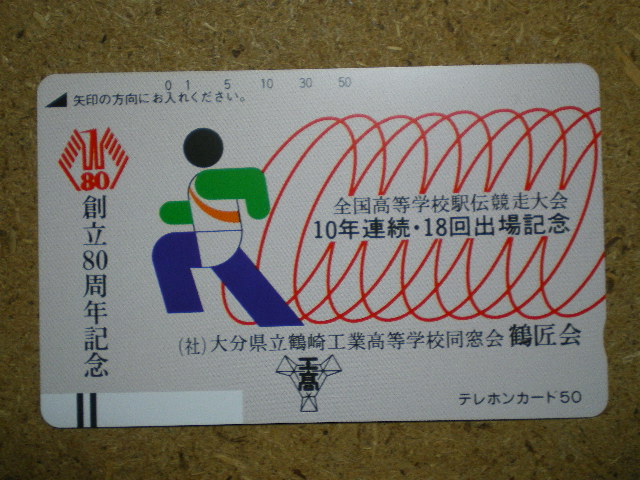 0 1 5 10 30 50
矢印の方向にお入れください。
80
創立80周年記念
全国高等学校駅伝競走大会
10年連続・18回出場記念
(社)大分県立鶴崎工業高等学校同窓会 鶴匠会
工高
テレホンカード50